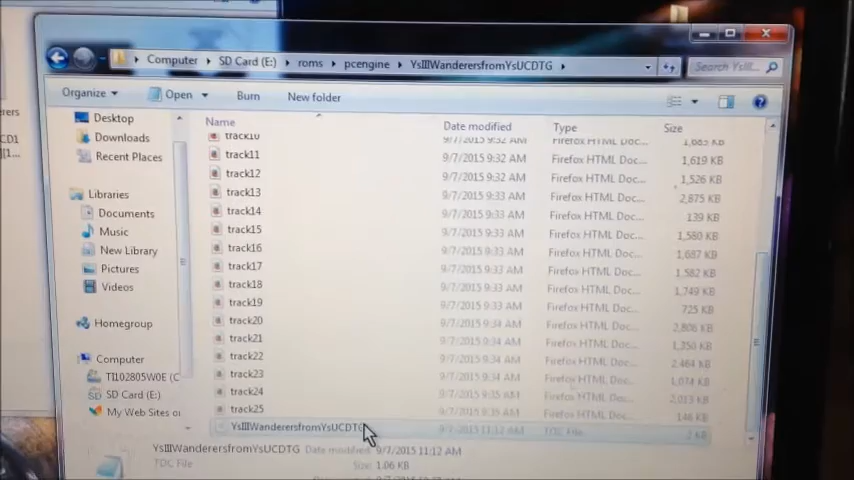 Computer ▸ SD Card (E:) ▸ roms ▸ pcengine ▸ YsIIIWanderersfromYsUCDTG ▸
Search YsIII...
Organize Open Burn New folder
Name Date modified Type Size
track10 9/7/2015 9:32 AM Firefox HTML Doc...
track11 9/7/2015 9:32 AM Firefox HTML Doc... 1,619 KB
track12 9/7/2015 9:32 AM Firefox HTML Doc... 1,526 KB
track13 9/7/2015 9:33 AM Firefox HTML Doc... 2,875 KB
track14 9/7/2015 9:33 AM Firefox HTML Doc... 139 KB
track15 9/7/2015 9:33 AM Firefox HTML Doc... 1,580 KB
track16 9/7/2015 9:33 AM Firefox HTML Doc... 1,687 KB
track17 9/7/2015 9:33 AM Firefox HTML Doc... 1,582 KB
track18 9/7/2015 9:33 AM Firefox HTML Doc... 1,749 KB
track19 9/7/2015 9:33 AM Firefox HTML Doc... 725 KB
track20 9/7/2015 9:34 AM Firefox HTML Doc... 2,806 KB
track21 9/7/2015 9:34 AM Firefox HTML Doc... 1,350 KB
track22 9/7/2015 9:34 AM Firefox HTML Doc... 2,464 KB
track23 9/7/2015 9:34 AM Firefox HTML Doc... 1,074 KB
track24 9/7/2015 9:35 AM Firefox HTML Doc... 2,013 KB
track25 9/7/2015 9:35 AM Firefox HTML Doc... 146 KB
YsIIIWanderersfromYsUCDTG 9/7/2015 11:12 AM TOC File 2 KB
Desktop
Downloads
Recent Places
Libraries
Documents
Music
New Library
Pictures
Videos
Homegroup
Computer
TI102805W0E (C
SD Card (E:)
My Web Sites o
YsIIIWanderersfromYsUCDTG Date modified: 9/7/2015 11:12 AM
TOC File Size: 1.06 KB